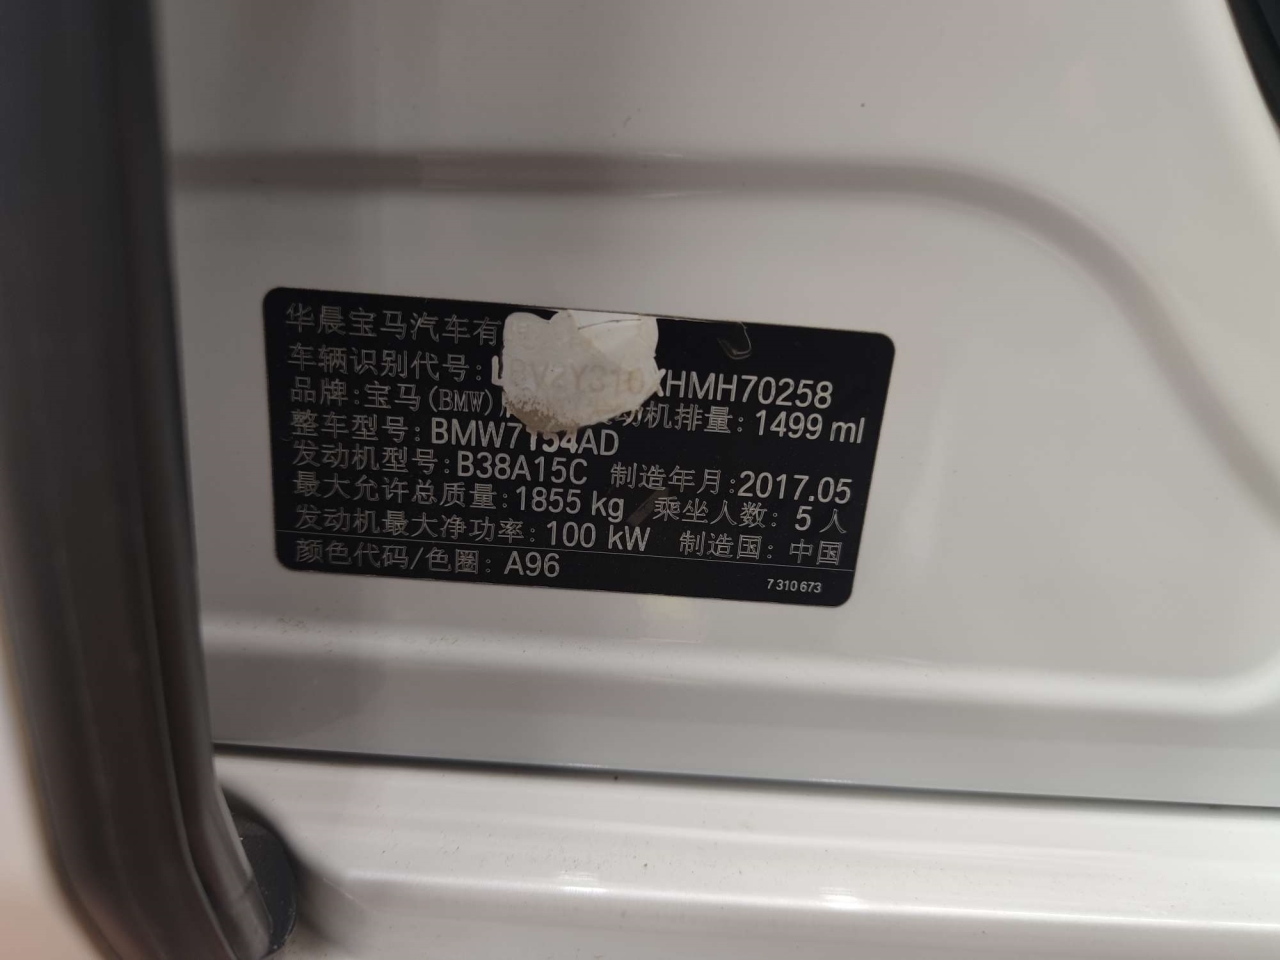 华晨宝马汽车有
车辆识别代号: L V2Y310XHMH70258
品牌: 宝马(BMW)牌 动机排量: 1499 ml
整车型号: BMW7154AD
发动机型号: B38A15C 制造年月: 2017.05
最大允许总质量: 1855 kg 乘坐人数: 5 人
发动机最大净功率: 100 kW 制造国: 中国
颜色代码/色圈: A96
7 310 673